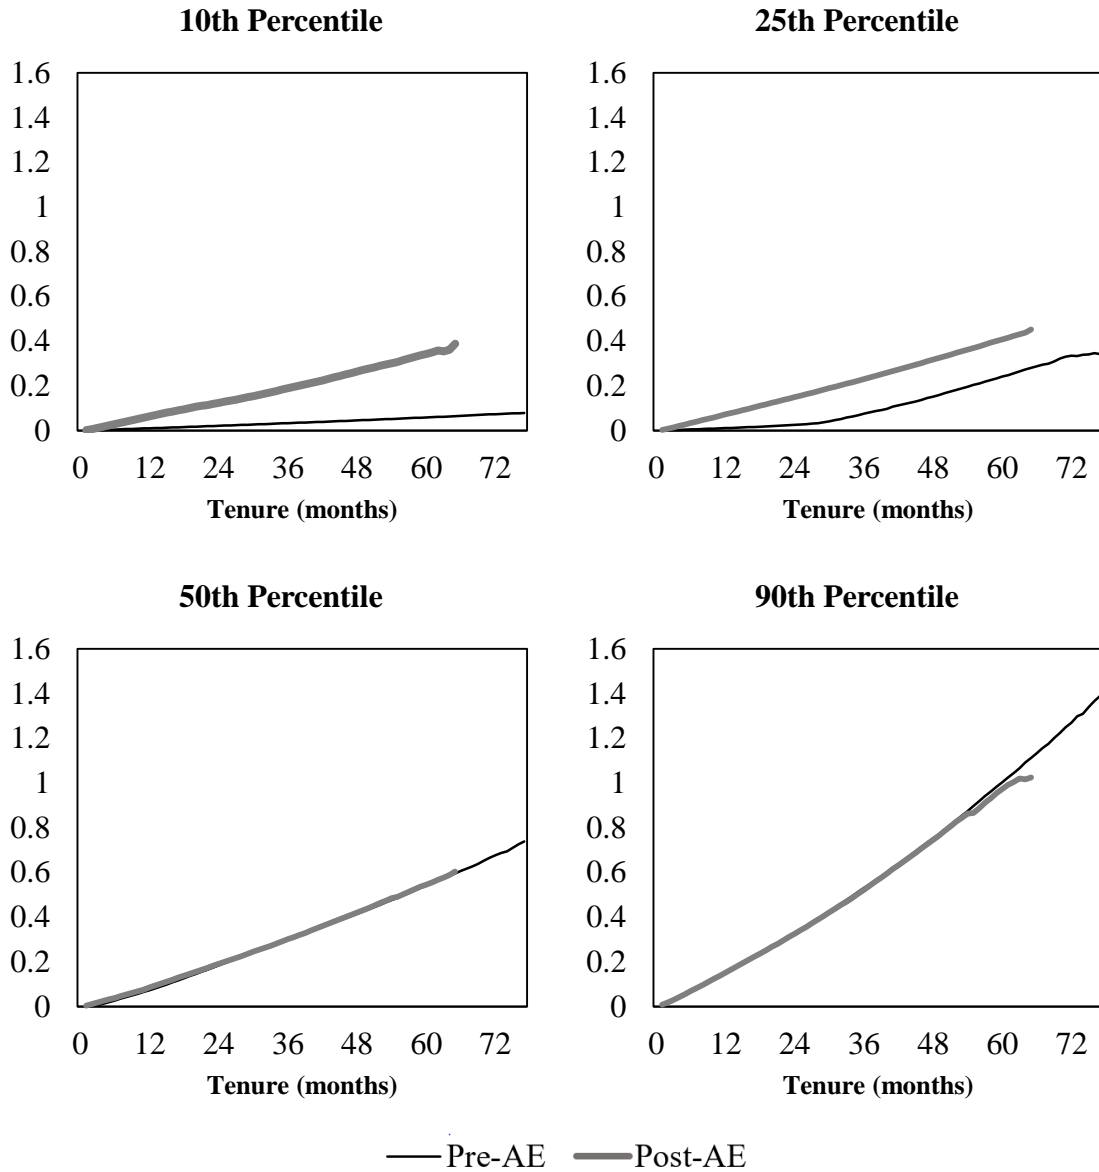 10th Percentile
1.6
1.4
1.2
1
0.8
0.6
0.4
0.2
0
0 12 24 36 48 60 72
Tenure (months)
25th Percentile
1.6
1.4
1.2
1
0.8
0.6
0.4
0.2
0
0 12 24 36 48 60 72
Tenure (months)
50th Percentile
1.6
1.4
1.2
1
0.8
0.6
0.4
0.2
0
0 12 24 36 48 60 72
Tenure (months)
90th Percentile
1.6
1.4
1.2
1
0.8
0.6
0.4
0.2
0
0 12 24 36 48 60 72
Tenure (months)
Pre-AE Post-AE